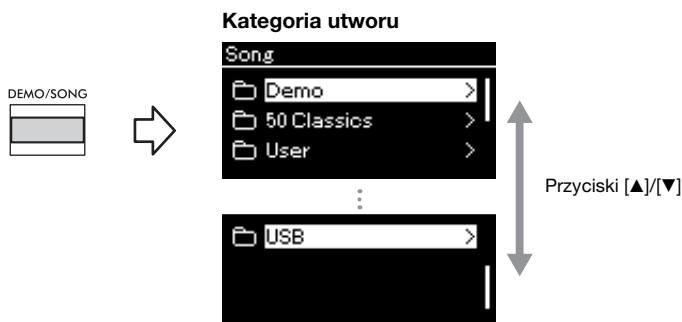 Kategoria utworu
Song
DEMO/SONG
Demo >
50 Classics >
User >
Przyciski [▲]/[▼]
USB >